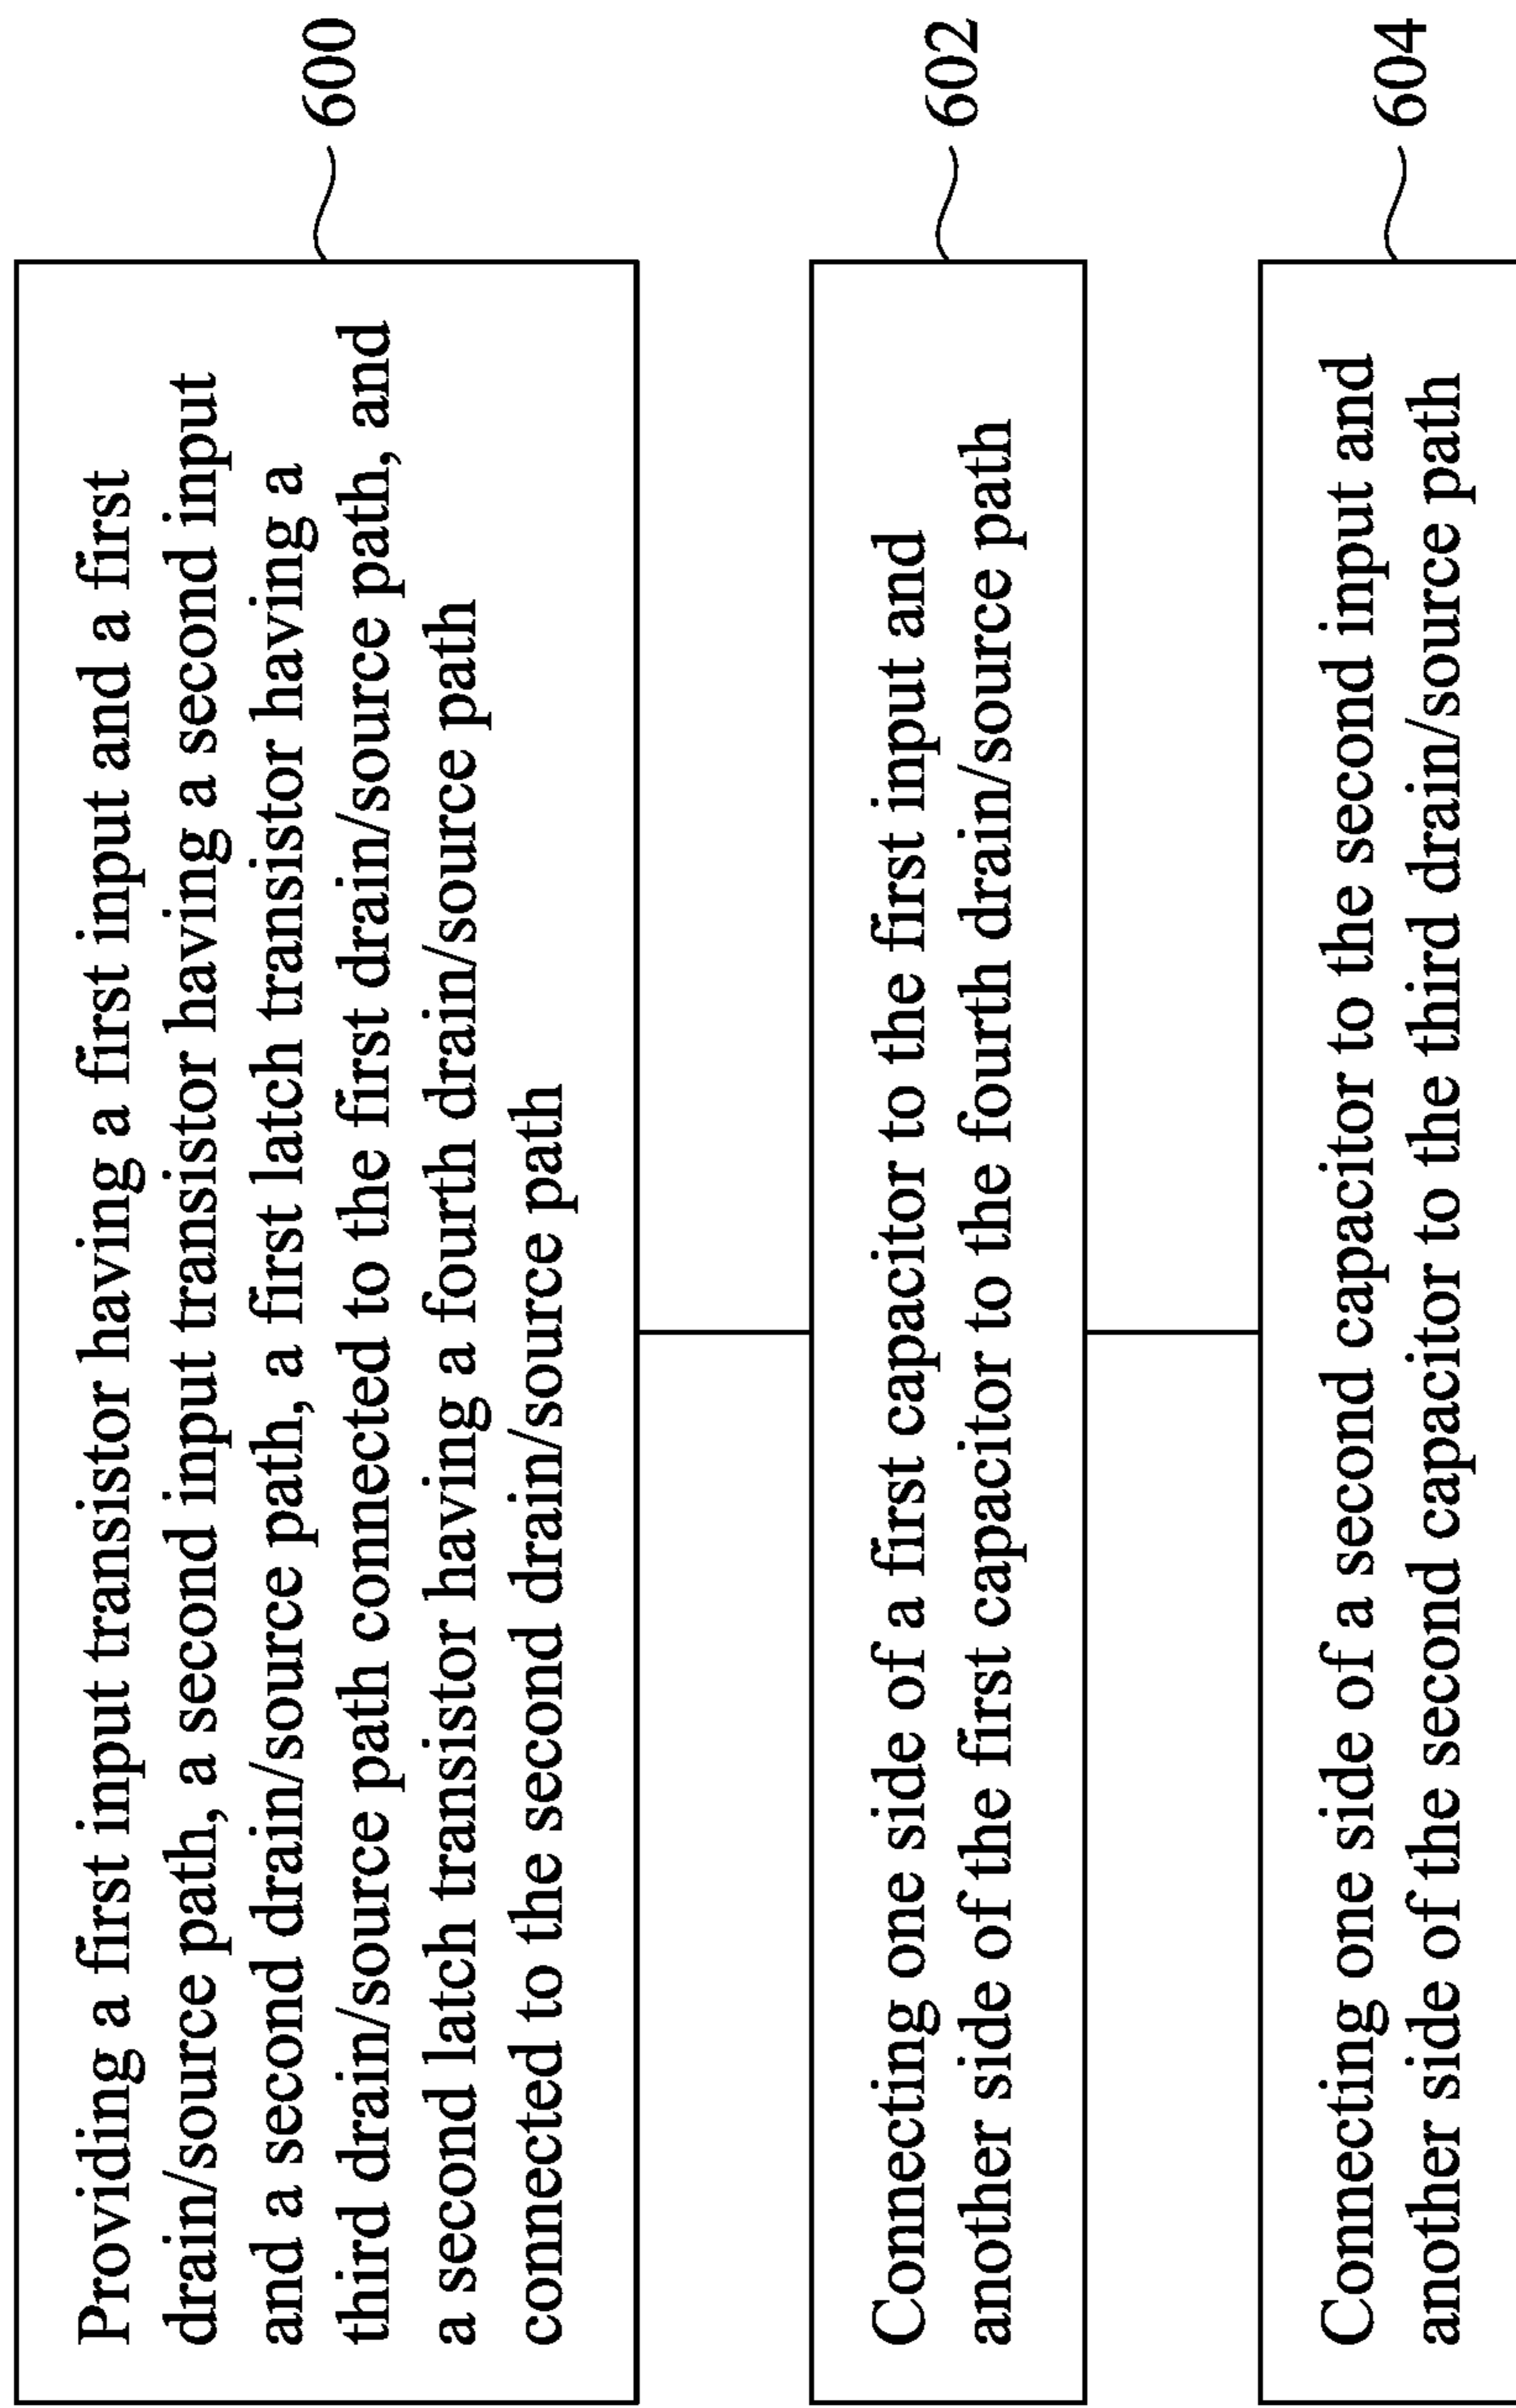 Providing a first input transistor having a first input and a first
drain/source path, a second input transistor having a second input
and a second drain/source path, a first latch transistor having a
third drain/source path connected to the first drain/source path, and
a second latch transistor having a fourth drain/source path
connected to the second drain/source path
600
Connecting one side of a first capacitor to the first input and
another side of the first capacitor to the fourth drain/source path
602
Connecting one side of a second capacitor to the second input and
another side of the second capacitor to the third drain/source path
604